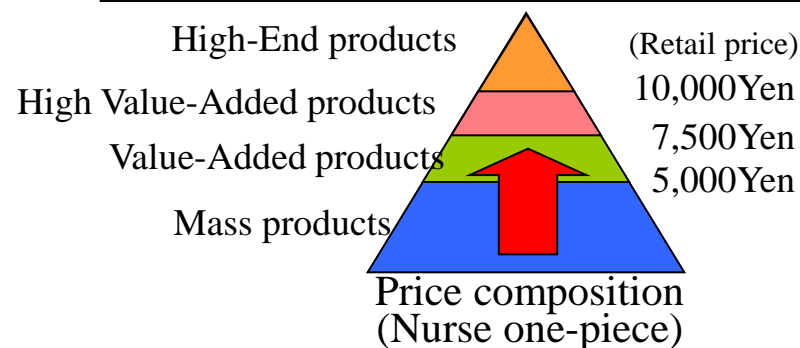 High-End products
(Retail price)
10,000Yen
High Value-Added products
7,500Yen
Value-Added products
5,000Yen
Mass products
Price composition
(Nurse one-piece)